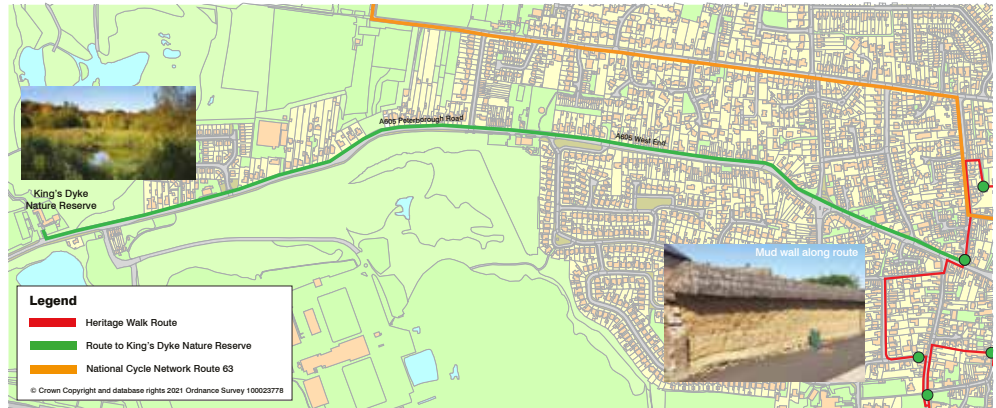 A605 Peterborough Road
A605 West End
King's Dyke
Nature Reserve
Mud wall along route
Legend
Heritage Walk Route
Route to King's Dyke Nature Reserve
National Cycle Network Route 63
© Crown Copyright and database rights 2021 Ordnance Survey 100023778